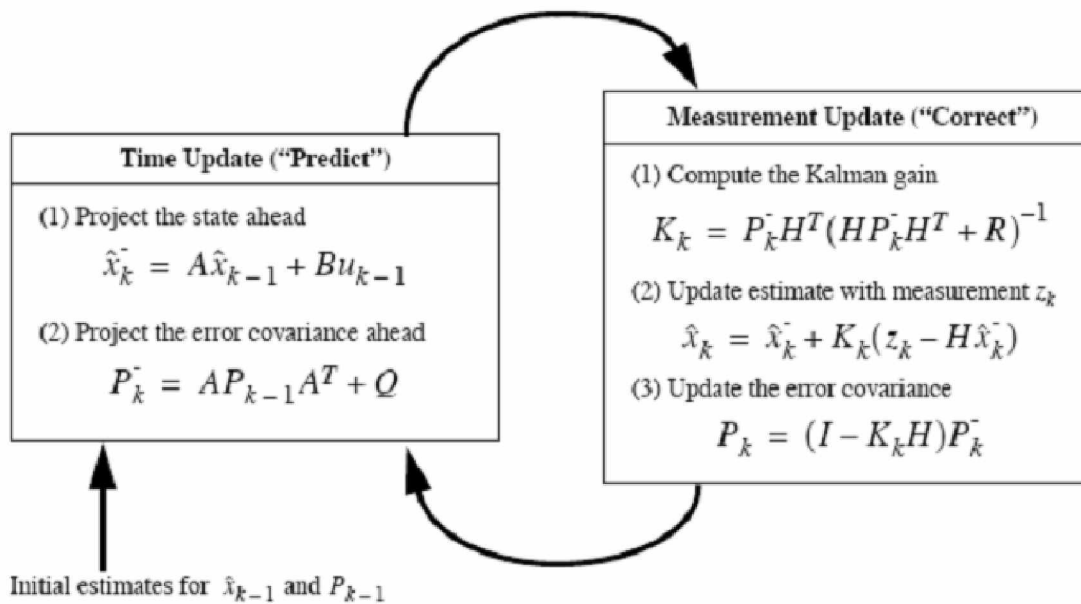 Time Update (“Predict”)
(1) Project the state ahead
x̂ₖ⁻ = Ax̂ₖ₋₁ + Buₖ₋₁
(2) Project the error covariance ahead
Pₖ⁻ = APₖ₋₁Aᵀ + Q
Initial estimates for x̂ₖ₋₁ and Pₖ₋₁
Measurement Update (“Correct”)
(1) Compute the Kalman gain
Kₖ = Pₖ⁻Hᵀ(HPₖ⁻Hᵀ + R)⁻¹
(2) Update estimate with measurement zₖ
x̂ₖ = x̂ₖ⁻ + Kₖ(zₖ – Hx̂ₖ⁻)
(3) Update the error covariance
Pₖ = (I – KₖH)Pₖ⁻